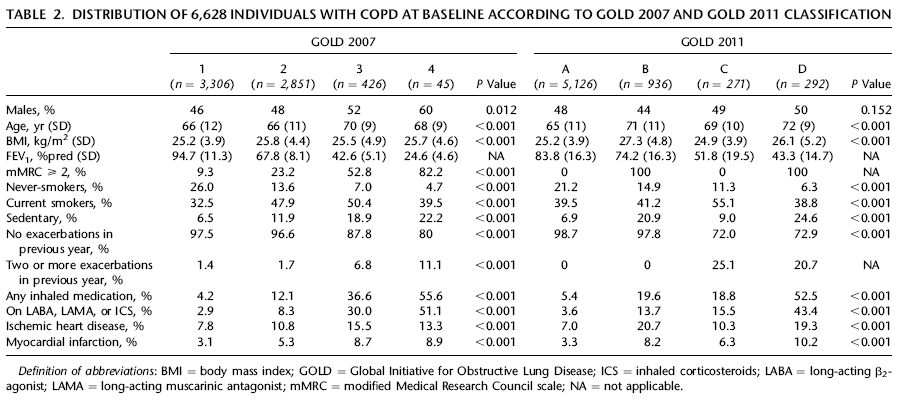 TABLE 2. DISTRIBUTION OF 6,628 INDIVIDUALS WITH COPD AT BASELINE ACCORDING TO GOLD 2007 AND GOLD 2011 CLASSIFICATION
GOLD 2007 GOLD 2011
1 2 3 4 A B C D
(n = 3,306) (n = 2,851) (n = 426) (n = 45) P Value (n = 5,126) (n = 936) (n = 271) (n = 292) P Value
Males, % 46 48 52 60 0.012 48 44 49 50 0.152
Age, yr (SD) 66 (12) 66 (11) 70 (9) 68 (9) <0.001 65 (11) 71 (11) 69 (10) 72 (9) <0.001
BMI, kg/m² (SD) 25.2 (3.9) 25.8 (4.4) 25.5 (4.9) 25.7 (4.6) <0.001 25.2 (3.9) 27.3 (4.8) 24.9 (3.9) 26.1 (5.2) <0.001
FEV₁, %pred (SD) 94.7 (11.3) 67.8 (8.1) 42.6 (5.1) 24.6 (4.6) NA 83.8 (16.3) 74.2 (16.3) 51.8 (19.5) 43.3 (14.7) NA
mMRC ⩾ 2, % 9.3 23.2 52.8 82.2 <0.001 0 100 0 100 NA
Never-smokers, % 26.0 13.6 7.0 4.7 <0.001 21.2 14.9 11.3 6.3 <0.001
Current smokers, % 32.5 47.9 50.4 39.5 <0.001 39.5 41.2 55.1 38.8 <0.001
Sedentary, % 6.5 11.9 18.9 22.2 <0.001 6.9 20.9 9.0 24.6 <0.001
No exacerbations in 97.5 96.6 87.8 80 <0.001 98.7 97.8 72.0 72.9 <0.001
previous year, %
Two or more exacerbations 1.4 1.7 6.8 11.1 <0.001 0 0 25.1 20.7 NA
in previous year, %
Any inhaled medication, % 4.2 12.1 36.6 55.6 <0.001 5.4 19.6 18.8 52.5 <0.001
On LABA, LAMA, or ICS, % 2.9 8.3 30.0 51.1 <0.001 3.6 13.7 15.5 43.4 <0.001
Ischemic heart disease, % 7.8 10.8 15.5 13.3 <0.001 7.0 20.7 10.3 19.3 <0.001
Myocardial infarction, % 3.1 5.3 8.7 8.9 <0.001 3.3 8.2 6.3 10.2 <0.001
Definition of abbreviations: BMI = body mass index; GOLD = Global Initiative for Obstructive Lung Disease; ICS = inhaled corticosteroids; LABA = long-acting β₂-
agonist; LAMA = long-acting muscarinic antagonist; mMRC = modified Medical Research Council scale; NA = not applicable.